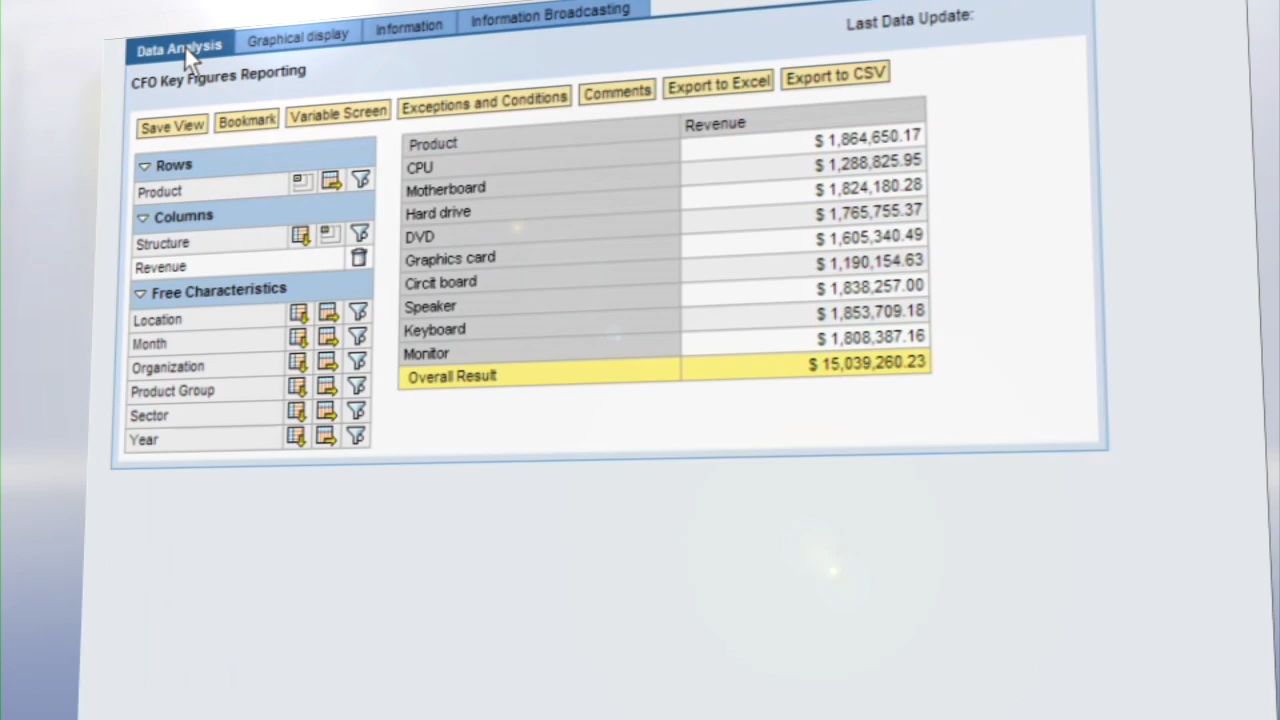 Data Analysis Graphical display Information Information Broadcasting
Last Data Update:
CFO Key Figures Reporting
Save View Bookmark Variable Screen Exceptions and Conditions Comments Export to Excel Export to CSV
Rows
Product
Columns
Structure
Revenue
Free Characteristics
Location
Month
Organization
Product Group
Sector
Year
Product Revenue
CPU $ 1,864,650.17
Motherboard $ 1,288,825.95
Hard drive $ 1,824,180.28
DVD $ 1,765,755.37
Graphics card $ 1,605,340.49
Circit board $ 1,190,154.63
Speaker $ 1,838,257.00
Keyboard $ 1,853,709.18
Monitor $ 1,808,387.16
Overall Result $ 15,039,260.23